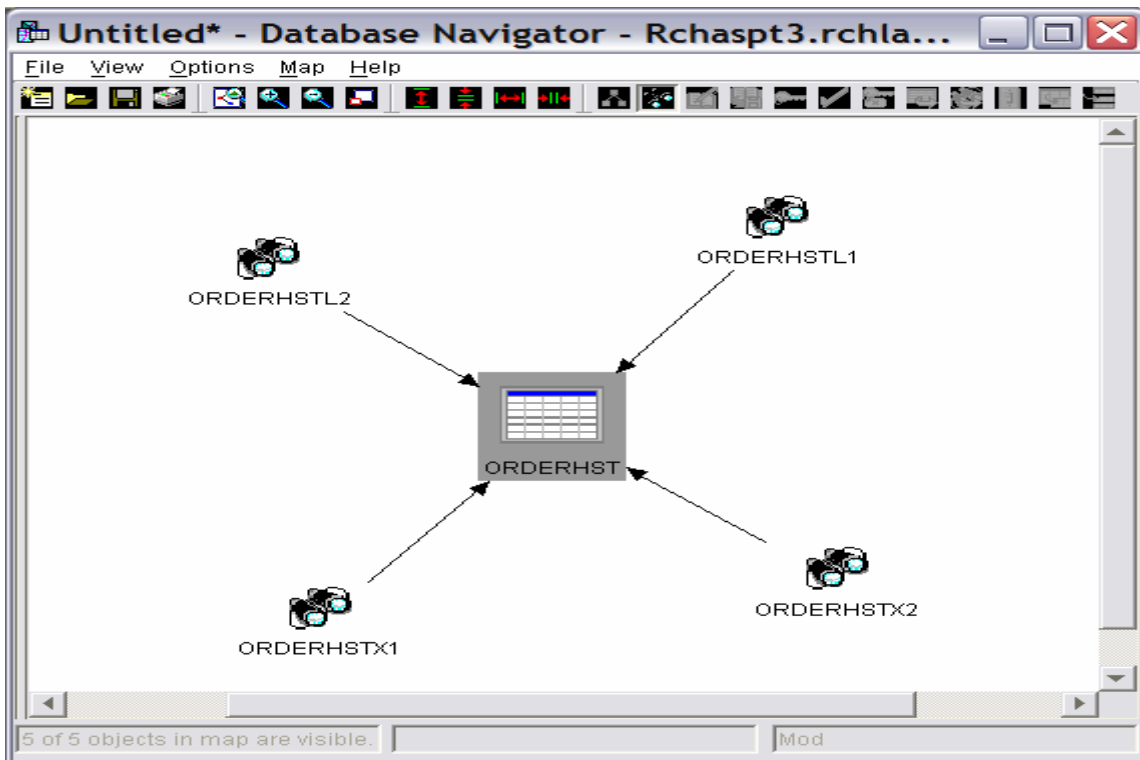 Untitled* - Database Navigator - Rchaspt3.rchla...
File View Options Map Help
ORDERHSTL1
ORDERHSTL2
ORDERHST
ORDERHSTX2
ORDERHSTX1
5 of 5 objects in map are visible.
Mod